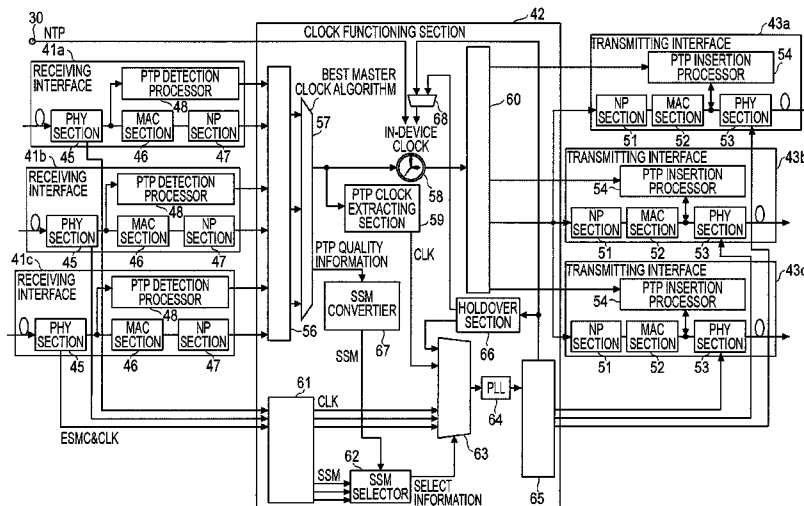 30
NTP
41a
RECEIVING
INTERFACE
PTP DETECTION
PROCESSOR
48
PHY
SECTION
45
MAC
SECTION
46
NP
SECTION
47
41b
RECEIVING
INTERFACE
PTP DETECTION
PROCESSOR
48
PHY
SECTION
45
MAC
SECTION
46
NP
SECTION
47
41c
RECEIVING
INTERFACE
PTP DETECTION
PROCESSOR
48
PHY
SECTION
45
MAC
SECTION
46
NP
SECTION
47
ESMC&CLK
42
CLOCK FUNCTIONING SECTION
BEST MASTER
CLOCK ALGORITHM
57
68
IN-DEVICE
CLOCK
58
PTP CLOCK
EXTRACTING
SECTION
59
PTP QUALITY
INFORMATION
CLK
56
SSM
CONVERTIER
67
SSM
HOLDOVER
SECTION
66
60
61
CLK
PLL
64
63
62
SSM
SSM
SELECTOR
SELECT
INFORMATION
65
43a
TRANSMITTING
INTERFACE
54
PTP INSERTION
PROCESSOR
NP
SECTION
51
MAC
SECTION
52
PHY
SECTION
53
43b
TRANSMITTING
INTERFACE
54
PTP INSERTION
PROCESSOR
NP
SECTION
51
MAC
SECTION
52
PHY
SECTION
53
43c
TRANSMITTING INTERFACE
54
PTP INSERTION
PROCESSOR
NP
SECTION
51
MAC
SECTION
52
PHY
SECTION
53